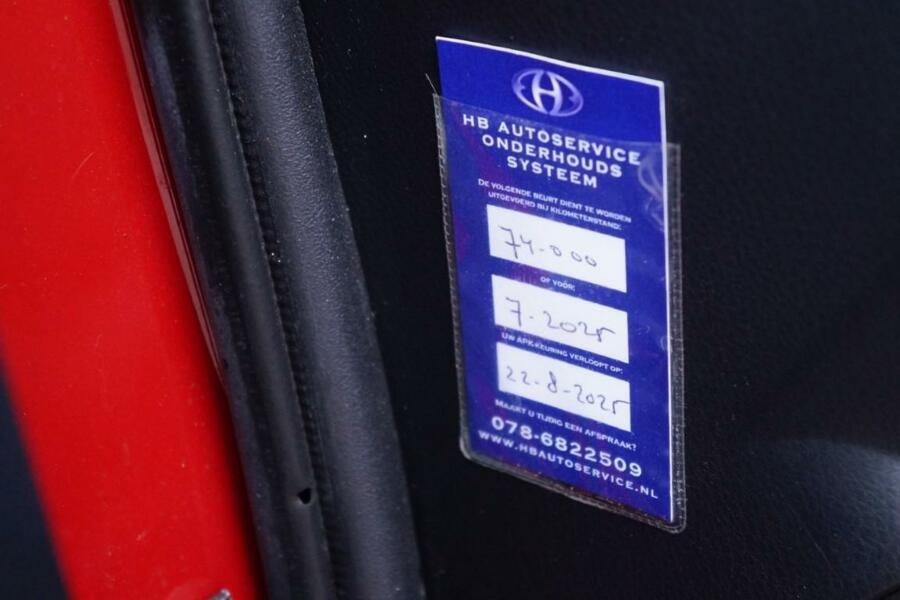 H
HB AUTOSERVICE
ONDERHOUDS
SYSTEEM
DE VOLGENDE BEURT DIENT TE WORDEN
UITGEVOERD BIJ KILOMETERSTAND:
74.000
OF VÓÓR:
7-2025
UW APK-KEURING VERLOOPT OP:
22-8-2025
MAAKT U TIJDIG EEN AFSPRAAK?
078-6822509
WWW.HBAUTOSERVICE.NL